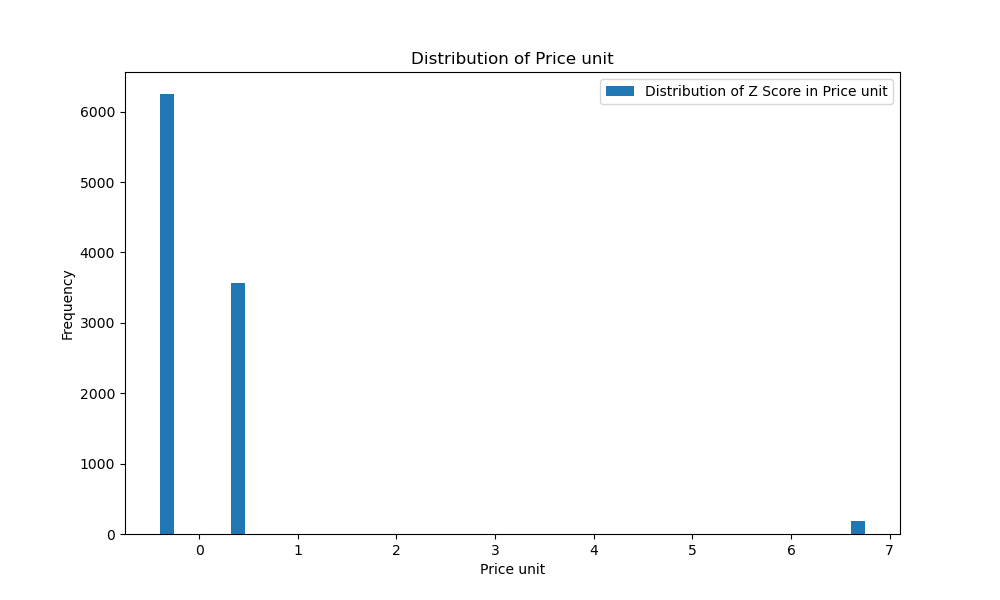 Distribution of Price unit
Distribution of Z Score in Price unit
6000
5000
4000
3000
2000
1000
0
Frequency
0 1 2 3 4 5 6 7
Price unit